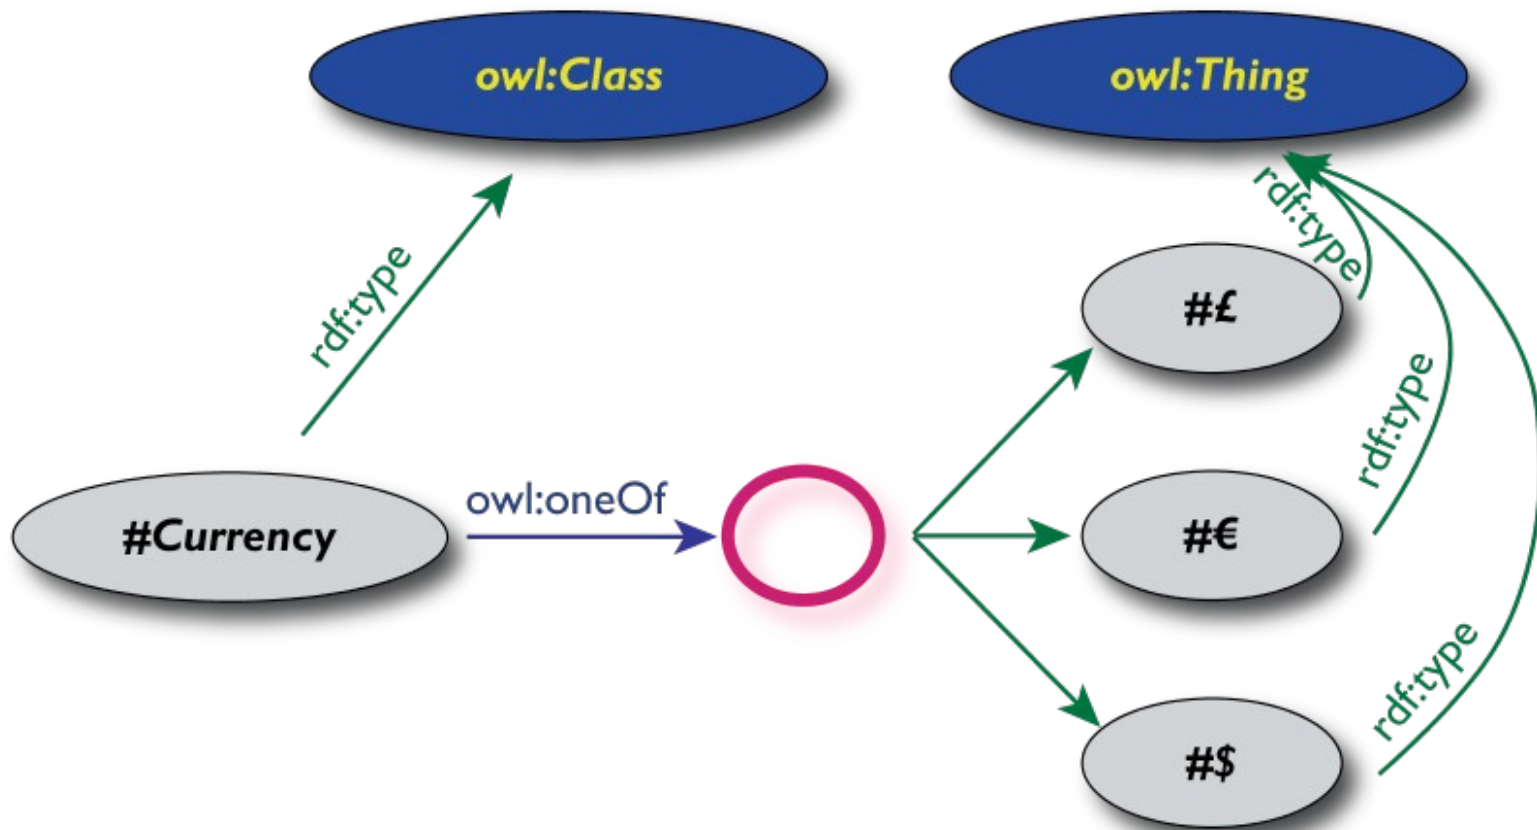 owl:Class
owl:Thing
rdf:type
rdf:type
#£
rdf:type
#Currency
owl:oneOf
#€
rdf:type
#$